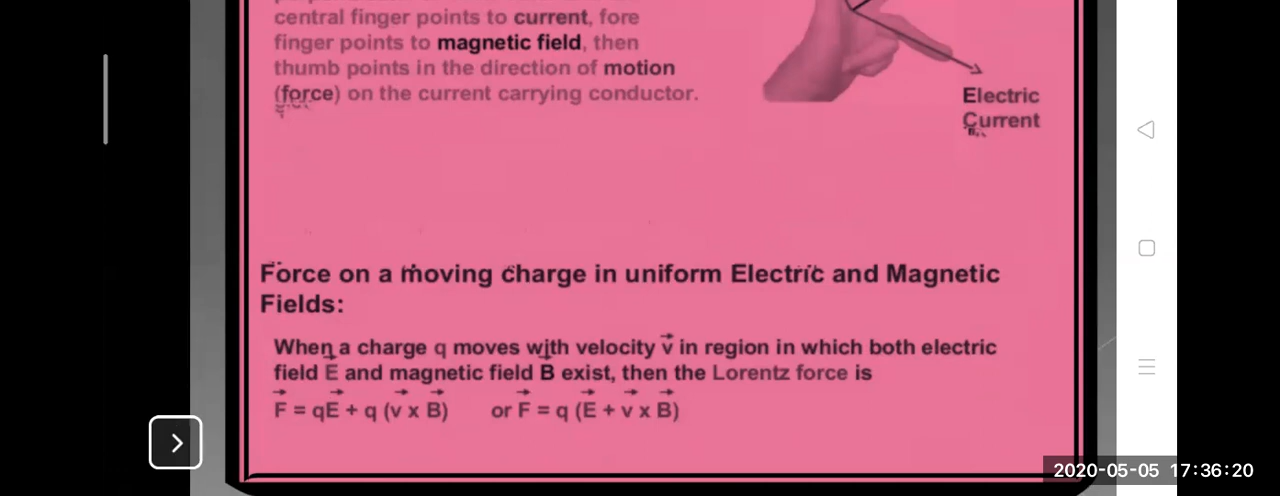 central finger points to current, fore
finger points to magnetic field, then
thumb points in the direction of motion
(force) on the current carrying conductor.
Electric
Current
Force on a moving charge in uniform Electric and Magnetic
Fields:
When a charge q moves with velocity v⃗ in region in which both electric
field E⃗ and magnetic field B⃗ exist, then the Lorentz force is
F⃗ = qE⃗ + q (v⃗ x B⃗) or F⃗ = q (E⃗ + v⃗ x B⃗)
2020-05-05 17:36:20